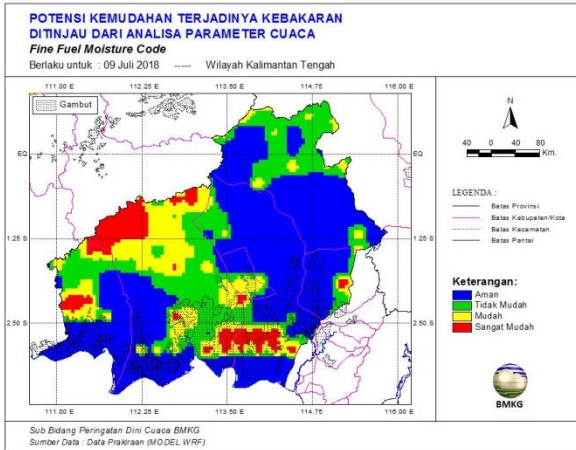 POTENSI KEMUDAHAN TERJADINYA KEBAKARAN
DITINJAU DARI ANALISA PARAMETER CUACA
Fine Fuel Moisture Code
Berlaku untuk : 09 Juli 2018 ----- Wilayah Kalimantan Tengah
111.00 E 112.25 E 113.50 E 114.75 E 116.00 E
Gambut
N
EQ EQ
40 0 40 80
Km.
LEGENDA :
Batas Provinsi
Batas Kabupaten/Kota
Batas Kecamatan
Batas Pantai
1.25 S 1.25 S
Keterangan:
Aman
Tidak Mudah
Mudah
Sangat Mudah
2.50 S 2.50 S
BMKG
111.00 E 112.25 E 113.50 E 114.75 E 116.00 E
Sub Bidang Peringatan Dini Cuaca BMKG
Sumber Data : Data Prakiraan (MODEL WRF)